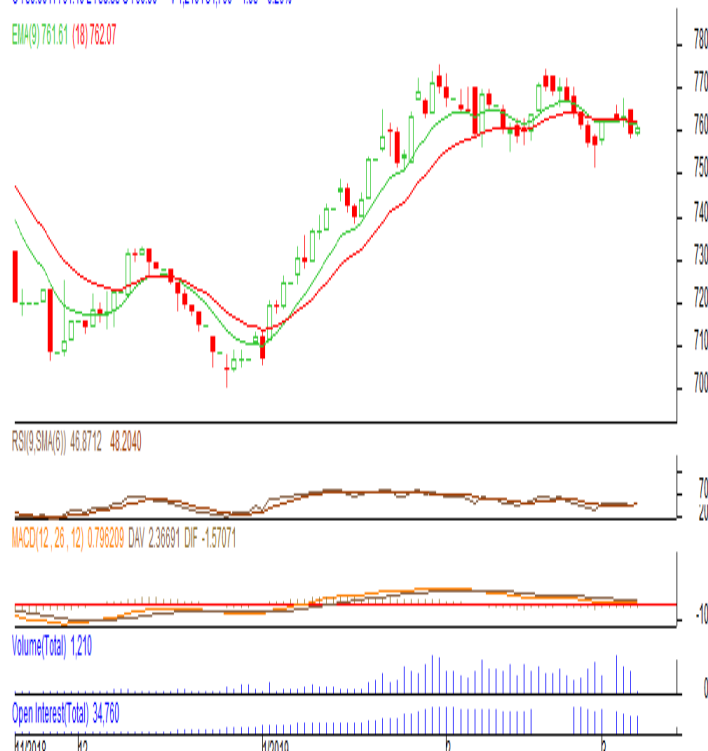 EMA(9) 761.61 (18) 762.07
780
770
760
750
740
730
720
710
700
RSI(9,SMA(6)) 46.8712 48.2040
70
20
MACD(12 , 26 , 12) 0.796209 DAV 2.36691 DIF -1.57071
-10
Volume(Total) 1,210
0
Open Interest(Total) 34,760